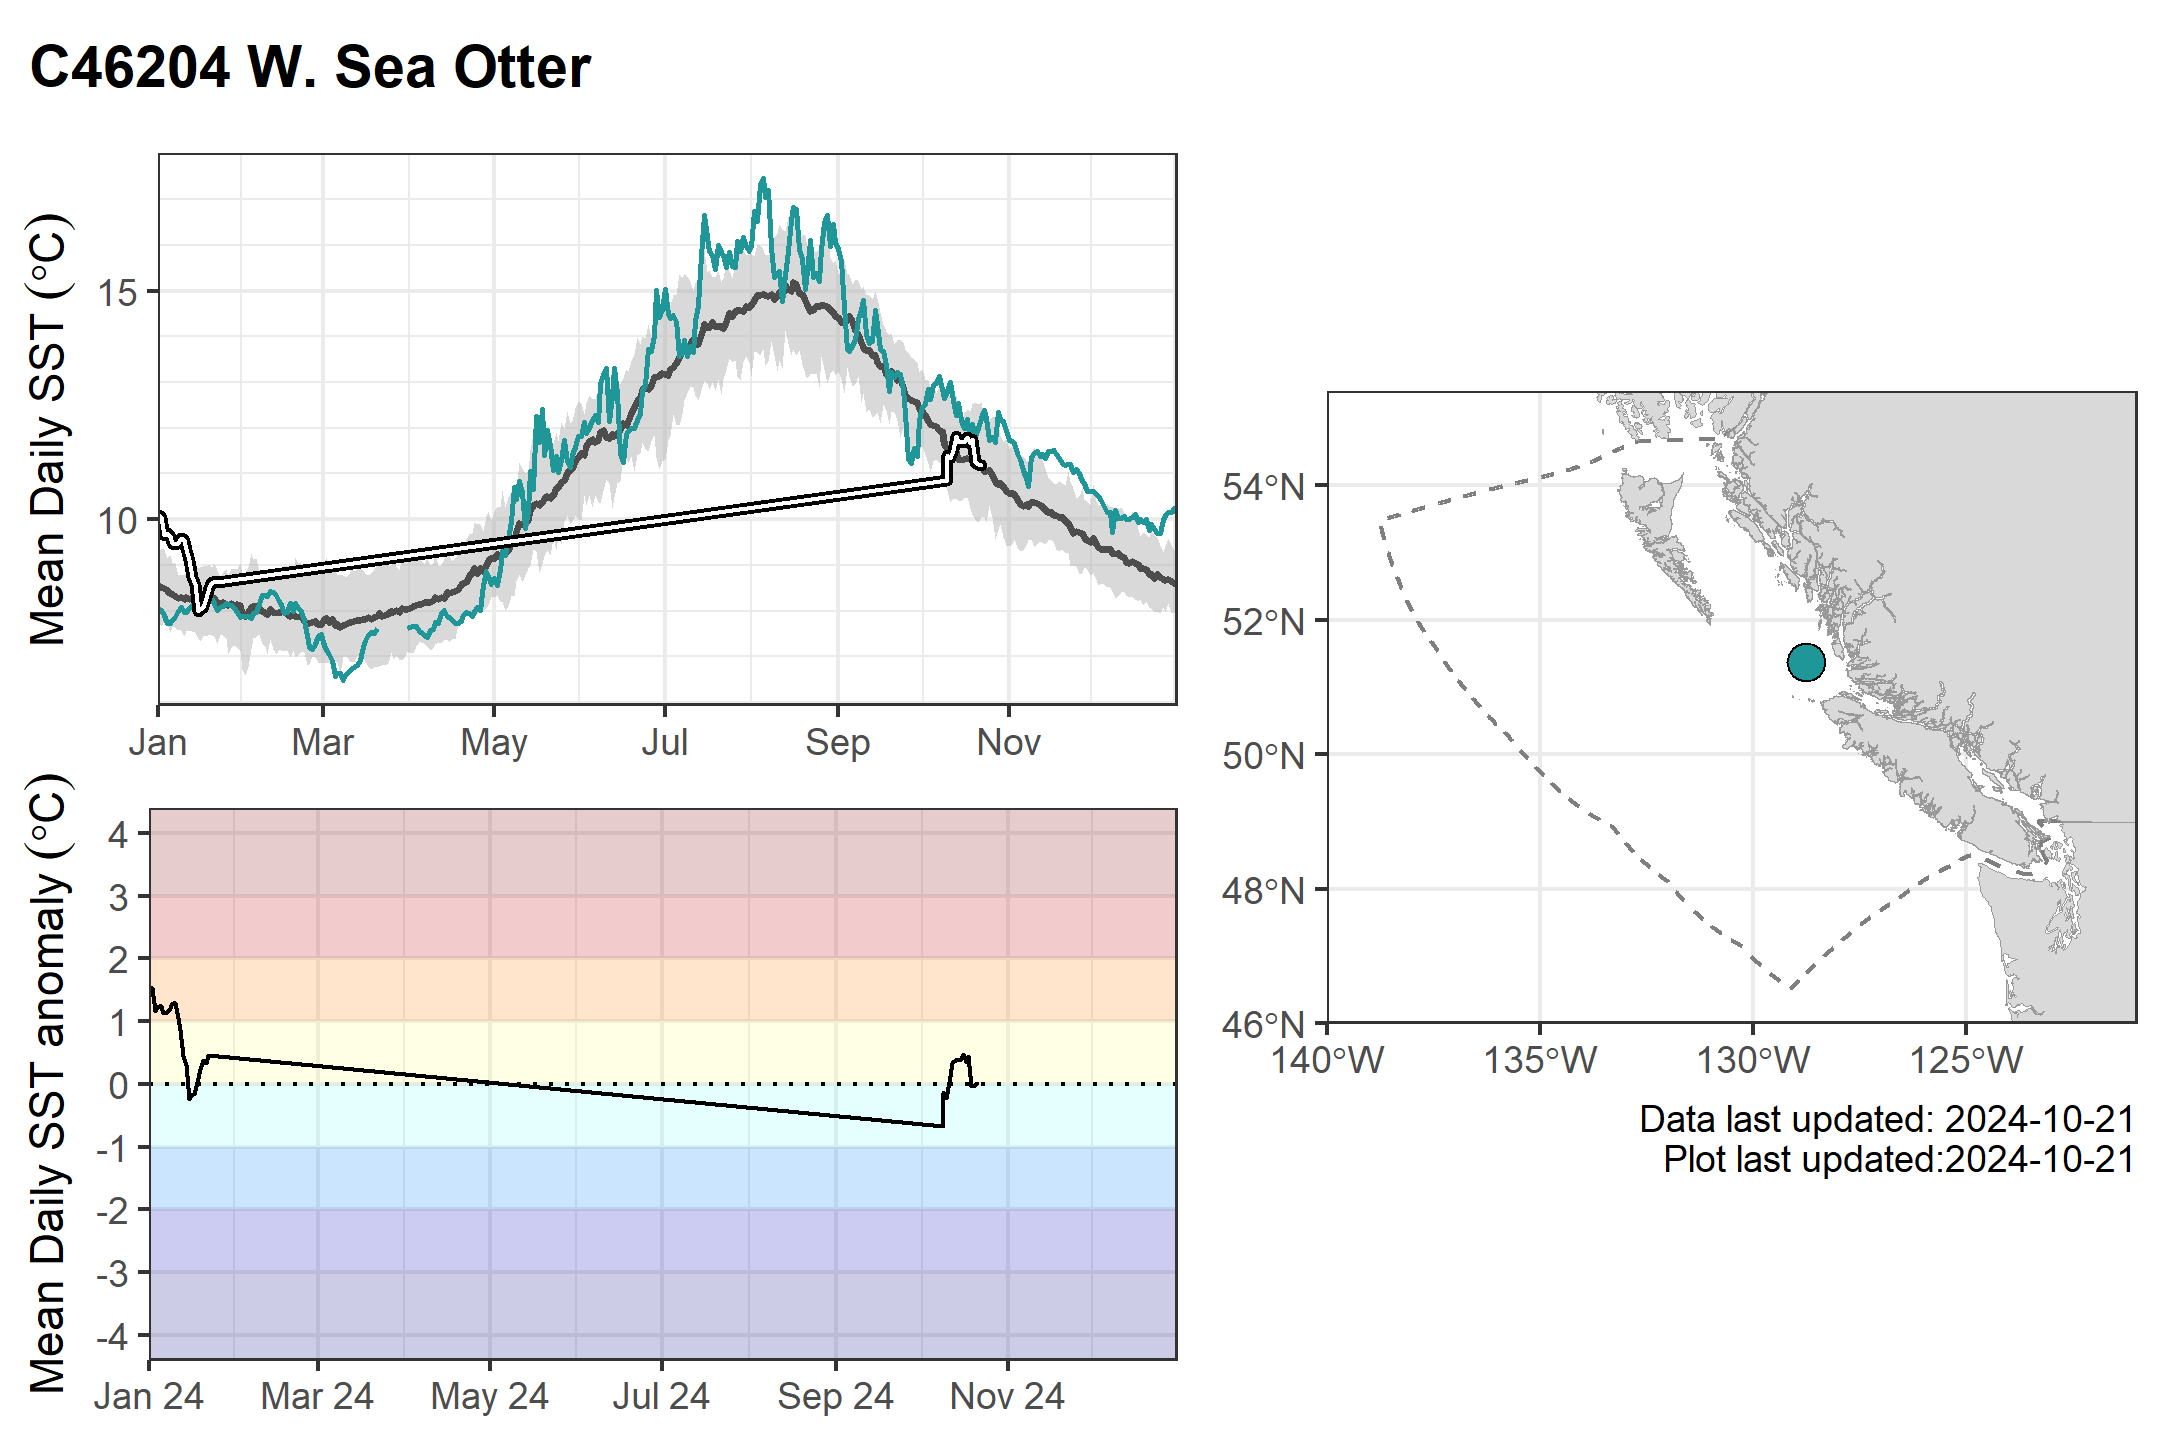 C46204 W. Sea Otter
Mean Daily SST (°C)
15
10
Jan Mar May Jul Sep Nov
Mean Daily SST anomaly (°C)
4
3
2
1
0
-1
-2
-3
-4
Jan 24 Mar 24 May 24 Jul 24 Sep 24 Nov 24
54°N
52°N
50°N
48°N
46°N
140°W 135°W 130°W 125°W
Data last updated: 2024-10-21
Plot last updated:2024-10-21